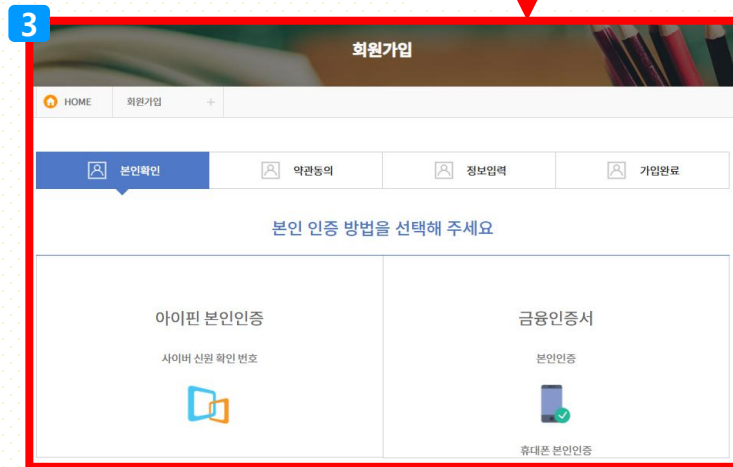 3
회원가입
HOME 회원가입 +
본인확인 약관동의 정보입력 가입완료
본인 인증 방법을 선택해 주세요
아이핀 본인인증 금융인증서
사이버 신원 확인 번호 본인인증
휴대폰 본인인증